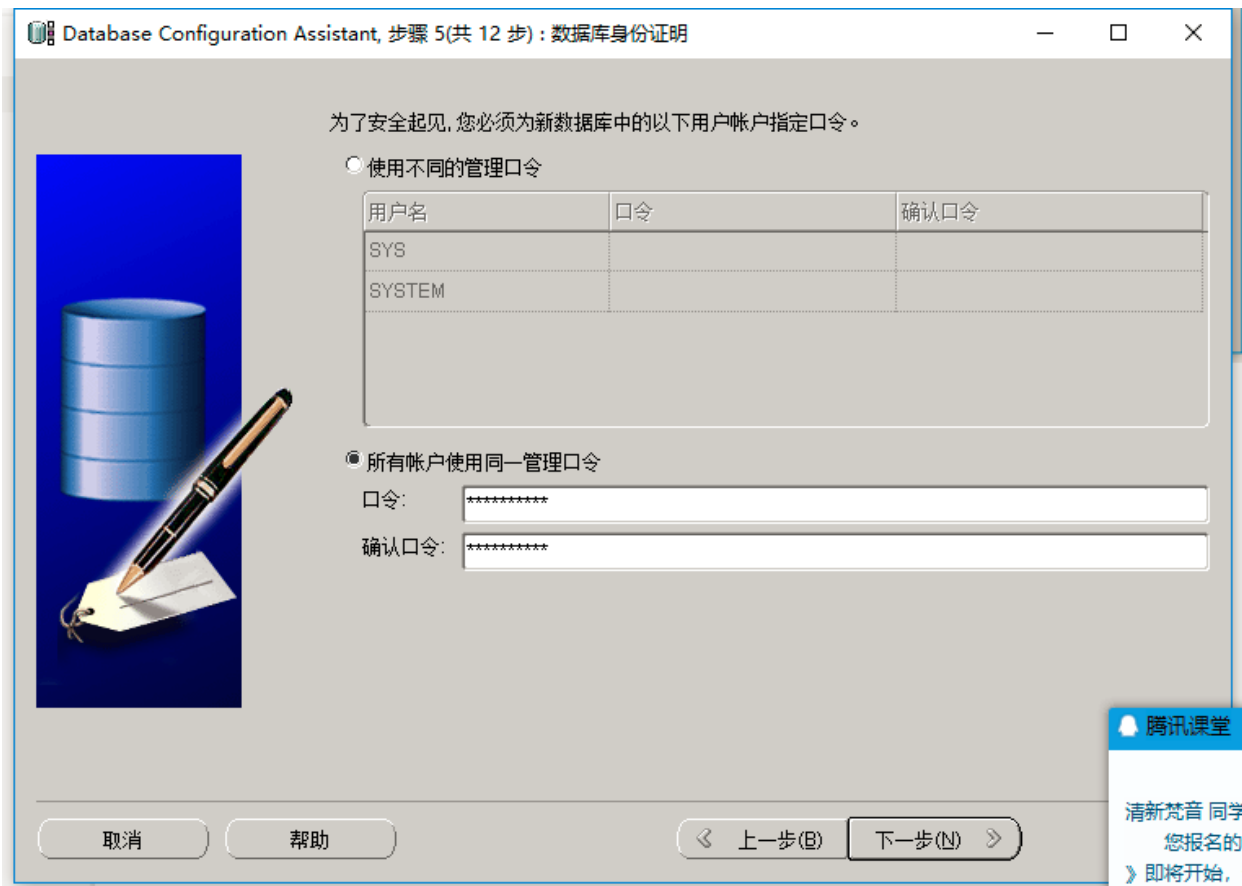 Database Configuration Assistant, 步骤 5(共 12 步) : 数据库身份证明
为了安全起见, 您必须为新数据库中的以下用户帐户指定口令。
使用不同的管理口令
用户名 口令 确认口令
SYS
SYSTEM
所有帐户使用同一管理口令
口令: **********
确认口令: **********
取消 帮助 上一步(B) 下一步(N)
腾讯课堂
清新梵音 同学
您报名的
》即将开始,